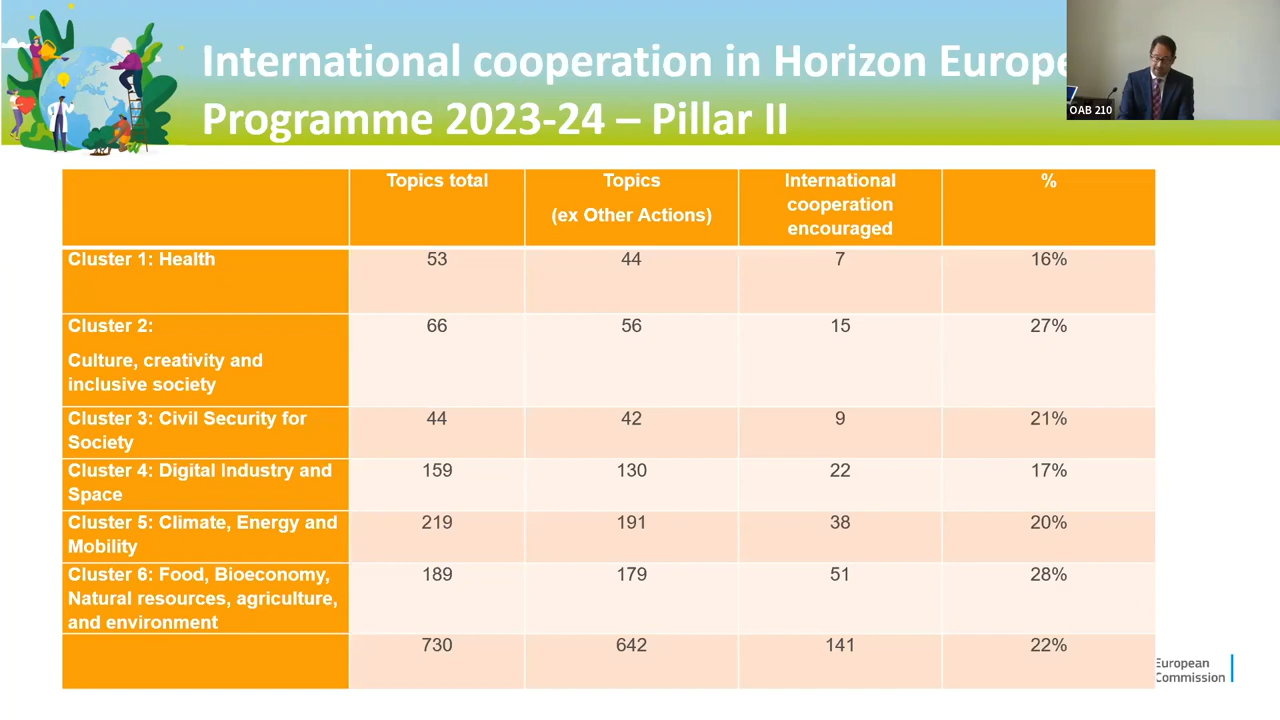 International cooperation in Horizon Europe
Programme 2023-24 – Pillar II
OAB 210
Topics total
Topics
(ex Other Actions)
International
cooperation
encouraged
%
Cluster 1: Health
53
44
7
16%
Cluster 2:
Culture, creativity and
inclusive society
66
56
15
27%
Cluster 3: Civil Security for
Society
44
42
9
21%
Cluster 4: Digital Industry and
Space
159
130
22
17%
Cluster 5: Climate, Energy and
Mobility
219
191
38
20%
Cluster 6: Food, Bioeconomy,
Natural resources, agriculture,
and environment
189
179
51
28%
730
642
141
22%
European
Commission